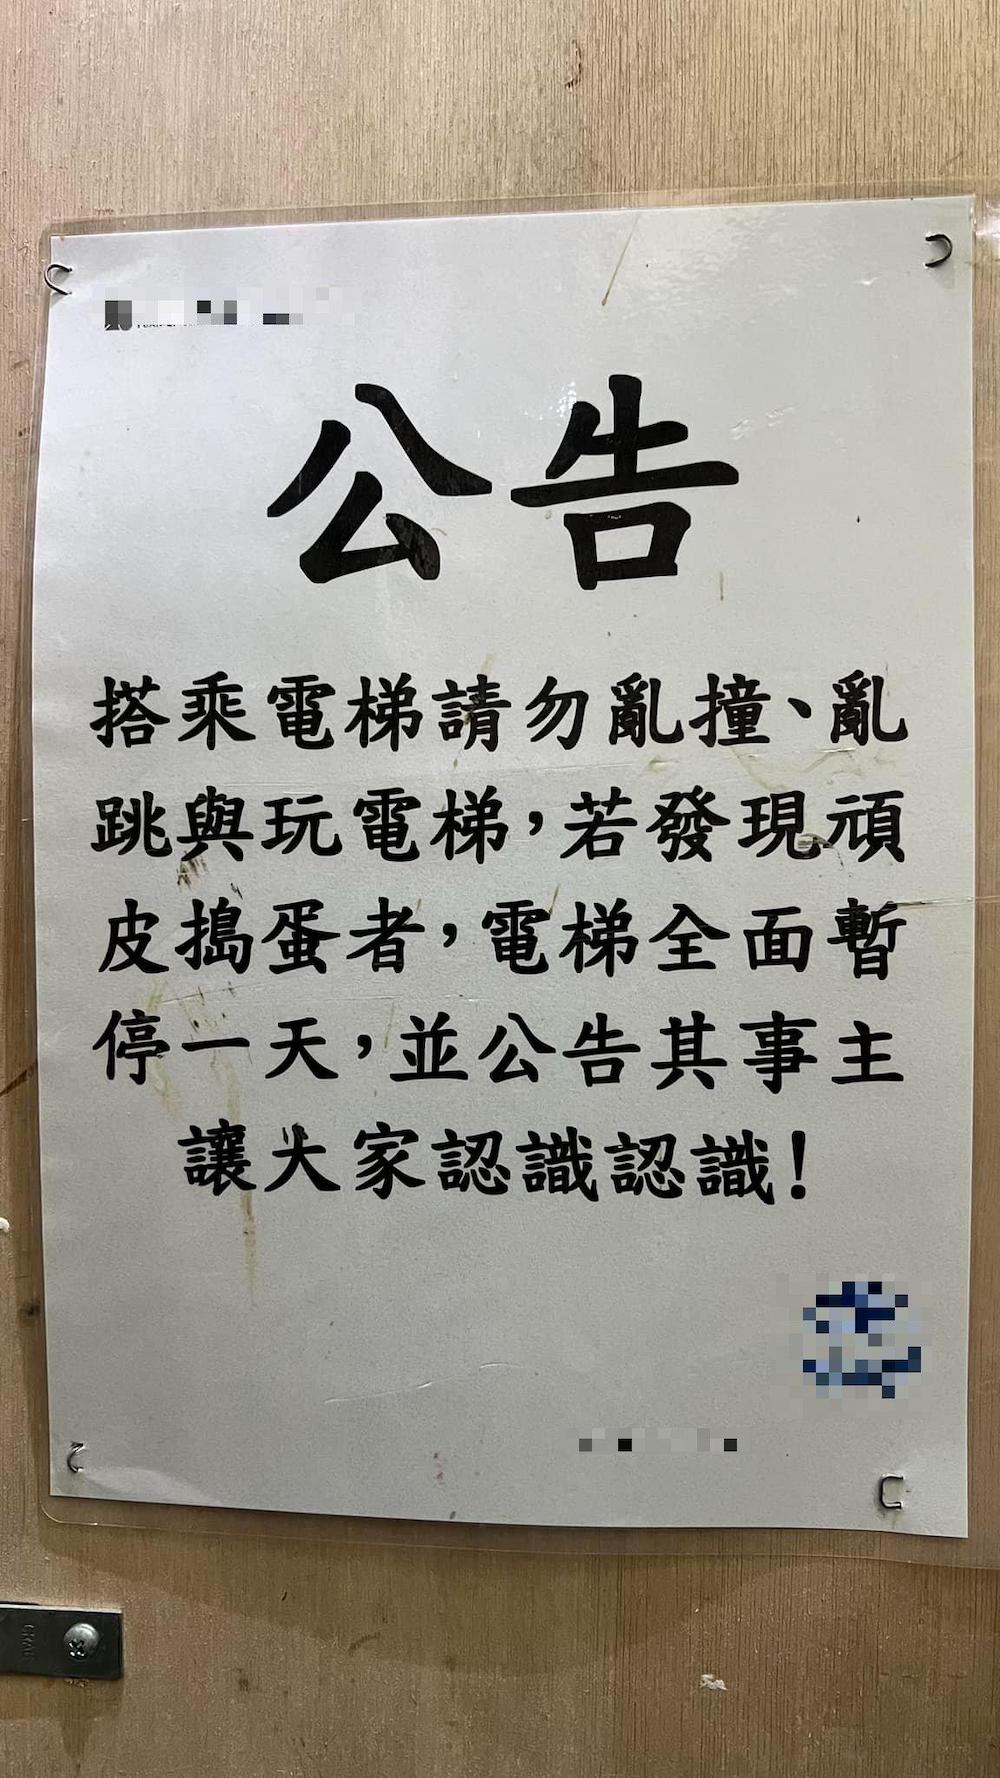 公告
搭乘電梯請勿亂撞、亂
跳與玩電梯，若發現頑
皮搗蛋者，電梯全面暫
停一天，並公告其事主
讓大家認識認識！